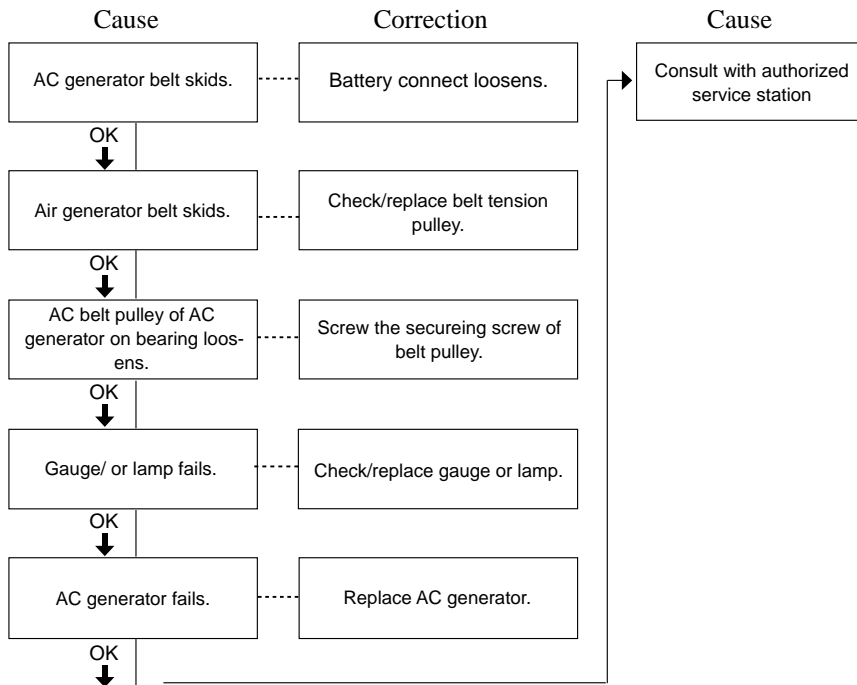 Cause
Correction
Cause
AC generator belt skids.
Battery connect loosens.
Consult with authorized
service station
OK
Air generator belt skids.
Check/replace belt tension
pulley.
OK
AC belt pulley of AC
generator on bearing loos-
ens.
Screw the secureing screw of
belt pulley.
OK
Gauge/ or lamp fails.
Check/replace gauge or lamp.
OK
AC generator fails.
Replace AC generator.
OK